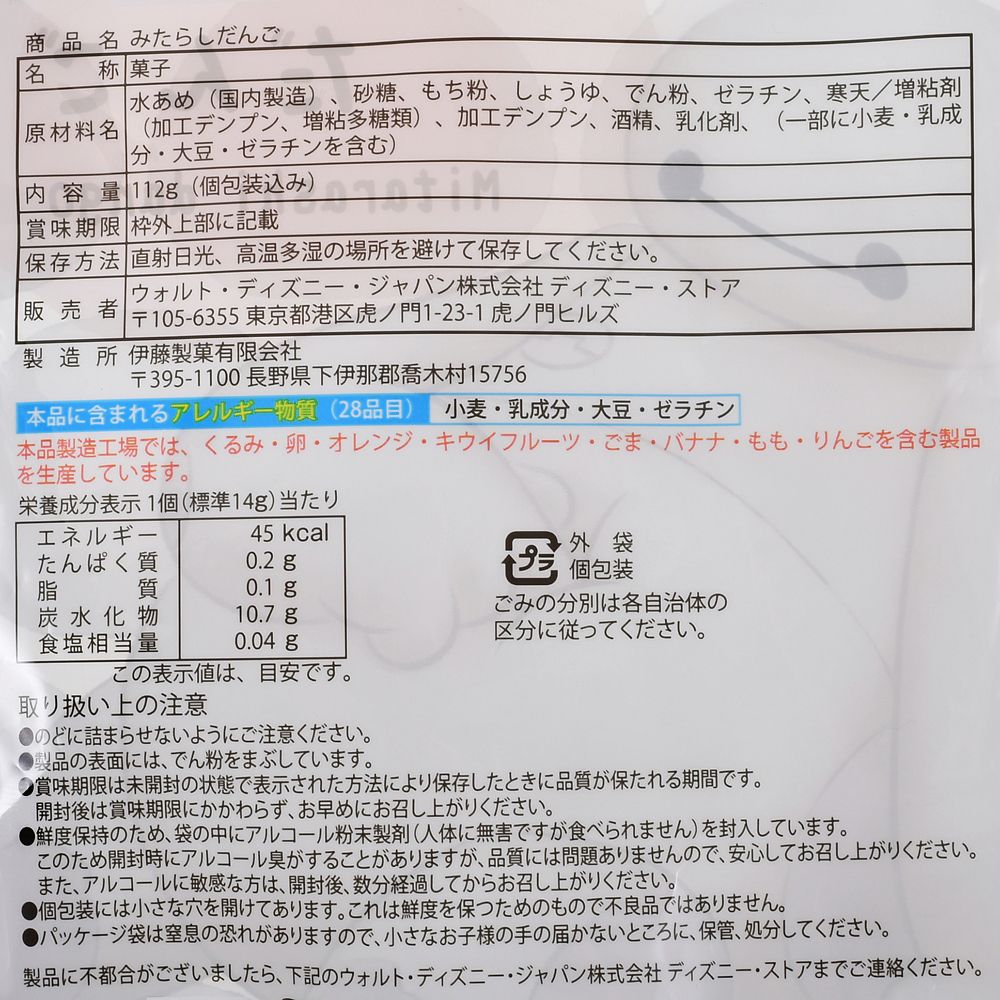 商品名 みたらしだんご
名称 菓子
原材料名 水あめ（国内製造）、砂糖、もち粉、しょうゆ、でん粉、ゼラチン、寒天／増粘剤
（加工デンプン、増粘多糖類）、加工デンプン、酒精、乳化剤、（一部に小麦・乳成
分・大豆・ゼラチンを含む）
内容量 112g（個包装込み）
賞味期限 枠外上部に記載
保存方法 直射日光、高温多湿の場所を避けて保存してください。
販売者 ウォルト・ディズニー・ジャパン株式会社 ディズニー・ストア
〒105-6355 東京都港区虎ノ門1-23-1 虎ノ門ヒルズ
製造所 伊藤製菓有限会社
〒395-1100 長野県下伊那郡喬木村15756
本品に含まれるアレルギー物質（28品目） 小麦・乳成分・大豆・ゼラチン
本品製造工場では、くるみ・卵・オレンジ・キウイフルーツ・ごま・バナナ・もも・りんごを含む製品
を生産しています。
栄養成分表示 1個(標準14g)当たり
エネルギー 45 kcal
たんぱく質 0.2 g
脂質 0.1 g
炭水化物 10.7 g
食塩相当量 0.04 g
この表示値は、目安です。
プラ 外袋
個包装
ごみの分別は各自治体の
区分に従ってください。
取り扱い上の注意
●のどに詰まらせないようにご注意ください。
●製品の表面には、でん粉をまぶしています。
●賞味期限は未開封の状態で表示された方法により保存したときに品質が保たれる期間です。
開封後は賞味期限にかかわらず、お早めにお召し上がりください。
●鮮度保持のため、袋の中にアルコール粉末製剤(人体に無害ですが食べられません)を封入しています。
このため開封時にアルコール臭がすることがありますが、品質には問題ありませんので、安心してお召し上がりください。
また、アルコールに敏感な方は、開封後、数分経過してからお召し上がりください。
●個包装には小さな穴を開けてあります。これは鮮度を保つためのもので不良品ではありません。
●パッケージ袋は窒息の恐れがありますので、小さなお子様の手の届かないところに、保管、処分してください。
製品に不都合がございましたら、下記のウォルト・ディズニー・ジャパン株式会社 ディズニー・ストアまでご連絡ください。